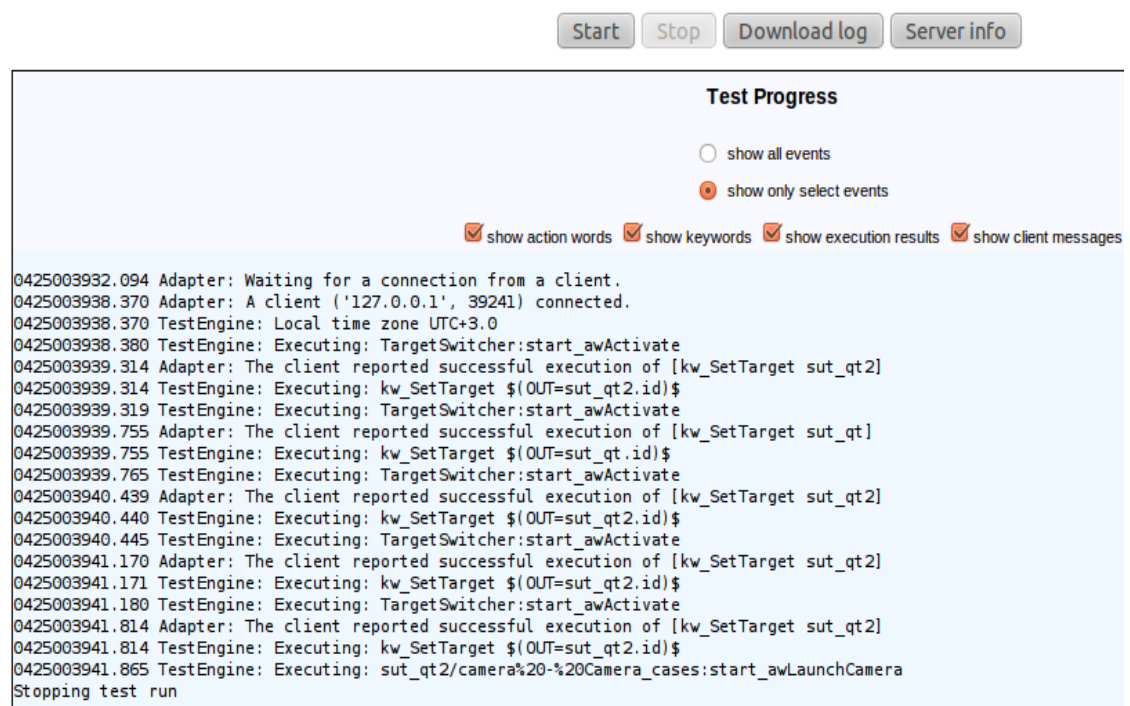 Start Stop Download log Server info
Test Progress
show all events
show only select events
show action words show keywords show execution results show client messages
0425003932.094 Adapter: Waiting for a connection from a client.
0425003938.370 Adapter: A client ('127.0.0.1', 39241) connected.
0425003938.370 TestEngine: Local time zone UTC+3.0
0425003938.380 TestEngine: Executing: TargetSwitcher:start_awActivate
0425003939.314 Adapter: The client reported successful execution of [kw_SetTarget sut_qt2]
0425003939.314 TestEngine: Executing: kw_SetTarget $(OUT=sut_qt2.id)$
0425003939.319 TestEngine: Executing: TargetSwitcher:start_awActivate
0425003939.755 Adapter: The client reported successful execution of [kw_SetTarget sut_qt]
0425003939.755 TestEngine: Executing: kw_SetTarget $(OUT=sut_qt.id)$
0425003939.765 TestEngine: Executing: TargetSwitcher:start_awActivate
0425003940.439 Adapter: The client reported successful execution of [kw_SetTarget sut_qt2]
0425003940.440 TestEngine: Executing: kw_SetTarget $(OUT=sut_qt2.id)$
0425003940.445 TestEngine: Executing: TargetSwitcher:start_awActivate
0425003941.170 Adapter: The client reported successful execution of [kw_SetTarget sut_qt2]
0425003941.171 TestEngine: Executing: kw_SetTarget $(OUT=sut_qt2.id)$
0425003941.180 TestEngine: Executing: TargetSwitcher:start_awActivate
0425003941.814 Adapter: The client reported successful execution of [kw_SetTarget sut_qt2]
0425003941.814 TestEngine: Executing: kw_SetTarget $(OUT=sut_qt2.id)$
0425003941.865 TestEngine: Executing: sut_qt2/camera%20-%20Camera_cases:start_awLaunchCamera
Stopping test run